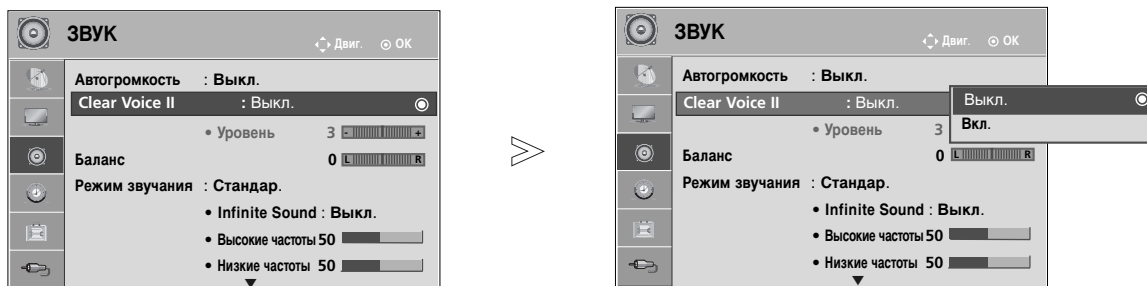 ЗВУК
Двиг. OK
Автогромкость : Выкл.
Clear Voice II : Выкл.
• Уровень 3 - +
Баланс 0 L R
Режим звучания : Стандар.
• Infinite Sound : Выкл.
• Высокие частоты 50
• Низкие частоты 50
ЗВУК
Двиг. OK
Автогромкость : Выкл.
Clear Voice II : Выкл.
Выкл.
Вкл.
• Уровень 3
Баланс 0 L R
Режим звучания : Стандар.
• Infinite Sound : Выкл.
• Высокие частоты 50
• Низкие частоты 50